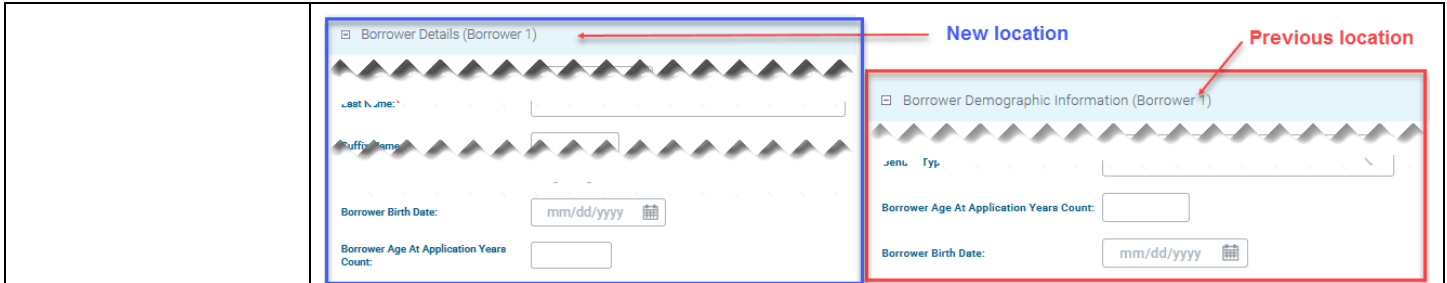 Borrower Details (Borrower 1)
New location
Previous location
Borrower Birth Date:
mm/dd/yyyy
Borrower Age At Application Years
Count:
Borrower Demographic Information (Borrower 1)
Borrower Age At Application Years Count:
Borrower Birth Date:
mm/dd/yyyy